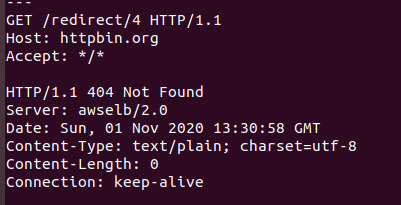 ---
GET /redirect/4 HTTP/1.1
Host: httpbin.org
Accept: */*

HTTP/1.1 404 Not Found
Server: awselb/2.0
Date: Sun, 01 Nov 2020 13:30:58 GMT
Content-Type: text/plain; charset=utf-8
Content-Length: 0
Connection: keep-alive